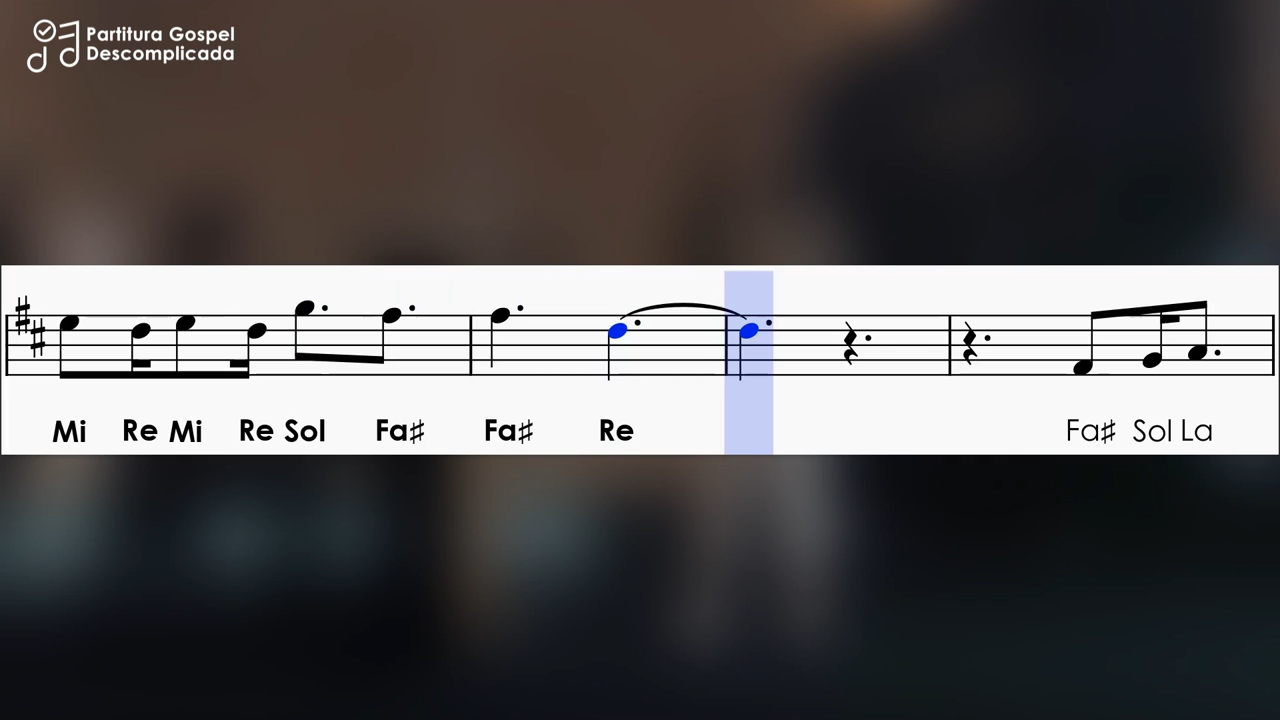 Partitura Gospel
Descomplicada
Mi Re Mi Re Sol Fa♯ Fa♯ Re Fa♯ Sol La